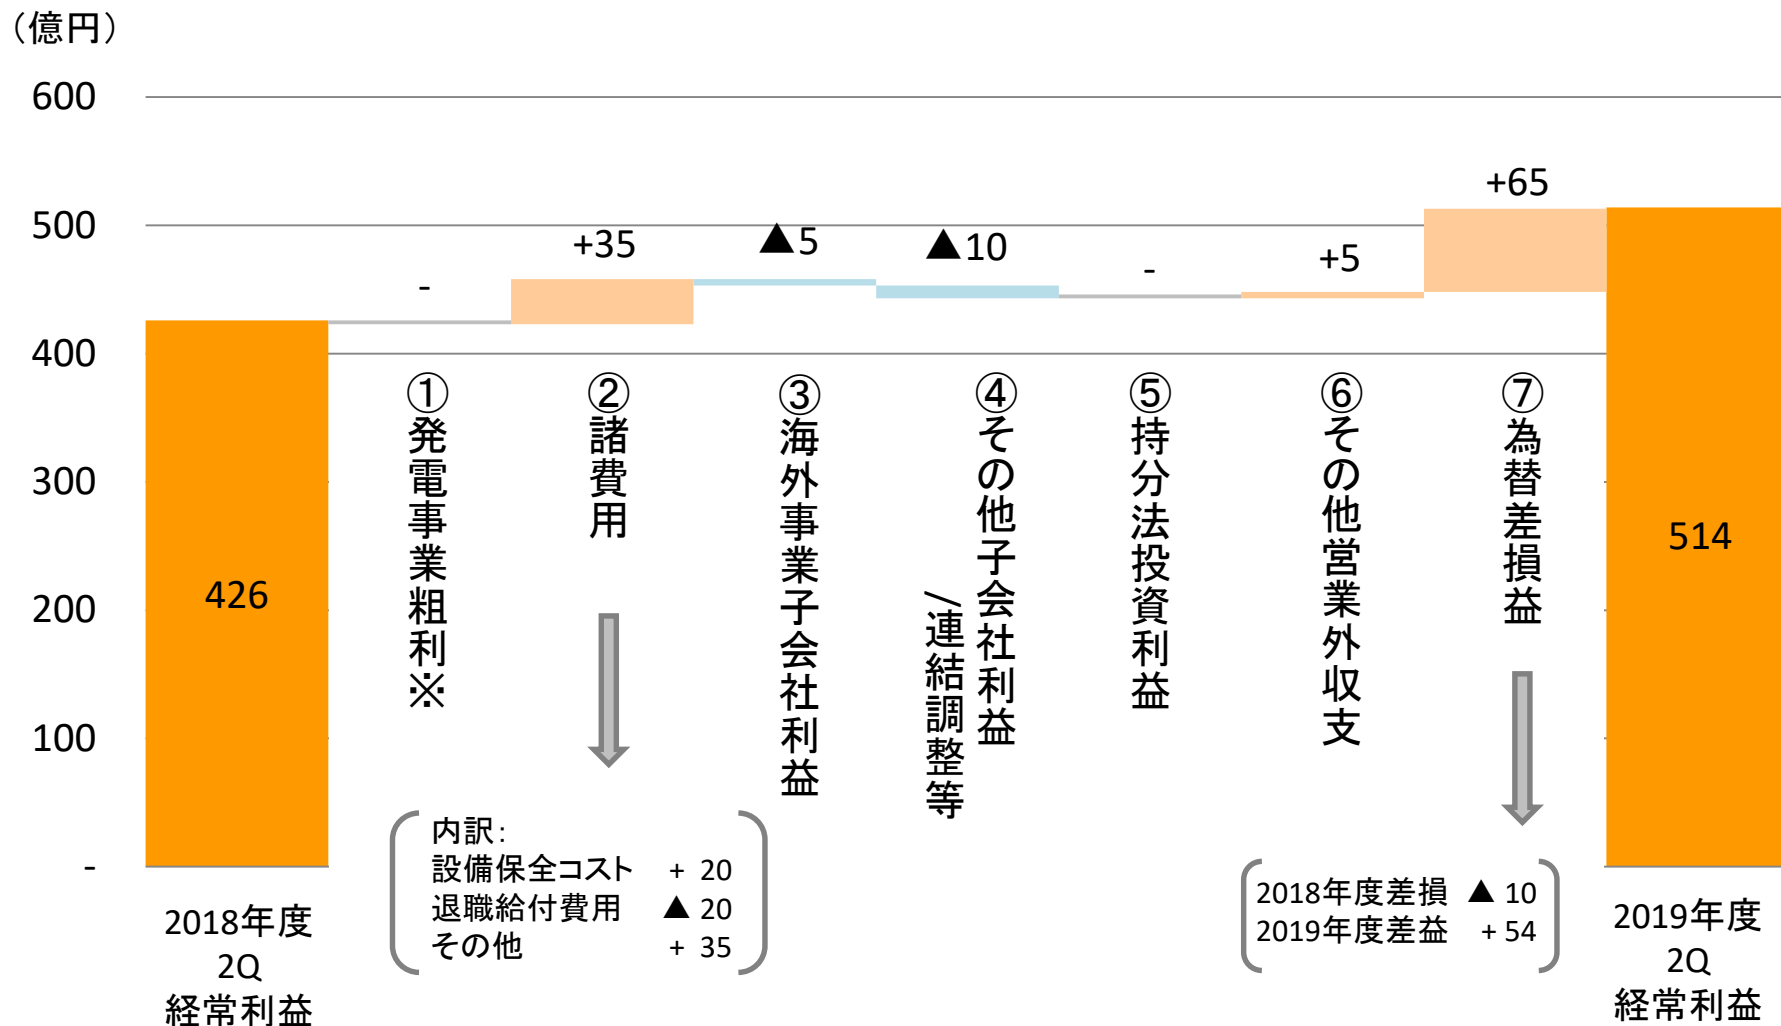 （億円）
600
500
400
300
200
100
-
426
-
+35
▲5
▲10
-
+5
+65
514
①発電事業粗利※
②諸費用
③海外事業子会社利益
④その他子会社利益
/連結調整等
⑤持分法投資利益
⑥その他営業外収支
⑦為替差損益
内訳：
設備保全コスト + 20
退職給付費用 ▲ 20
その他 + 35
2018年度差損 ▲ 10
2019年度差益 + 54
2018年度
2Q
経常利益
2019年度
2Q
経常利益